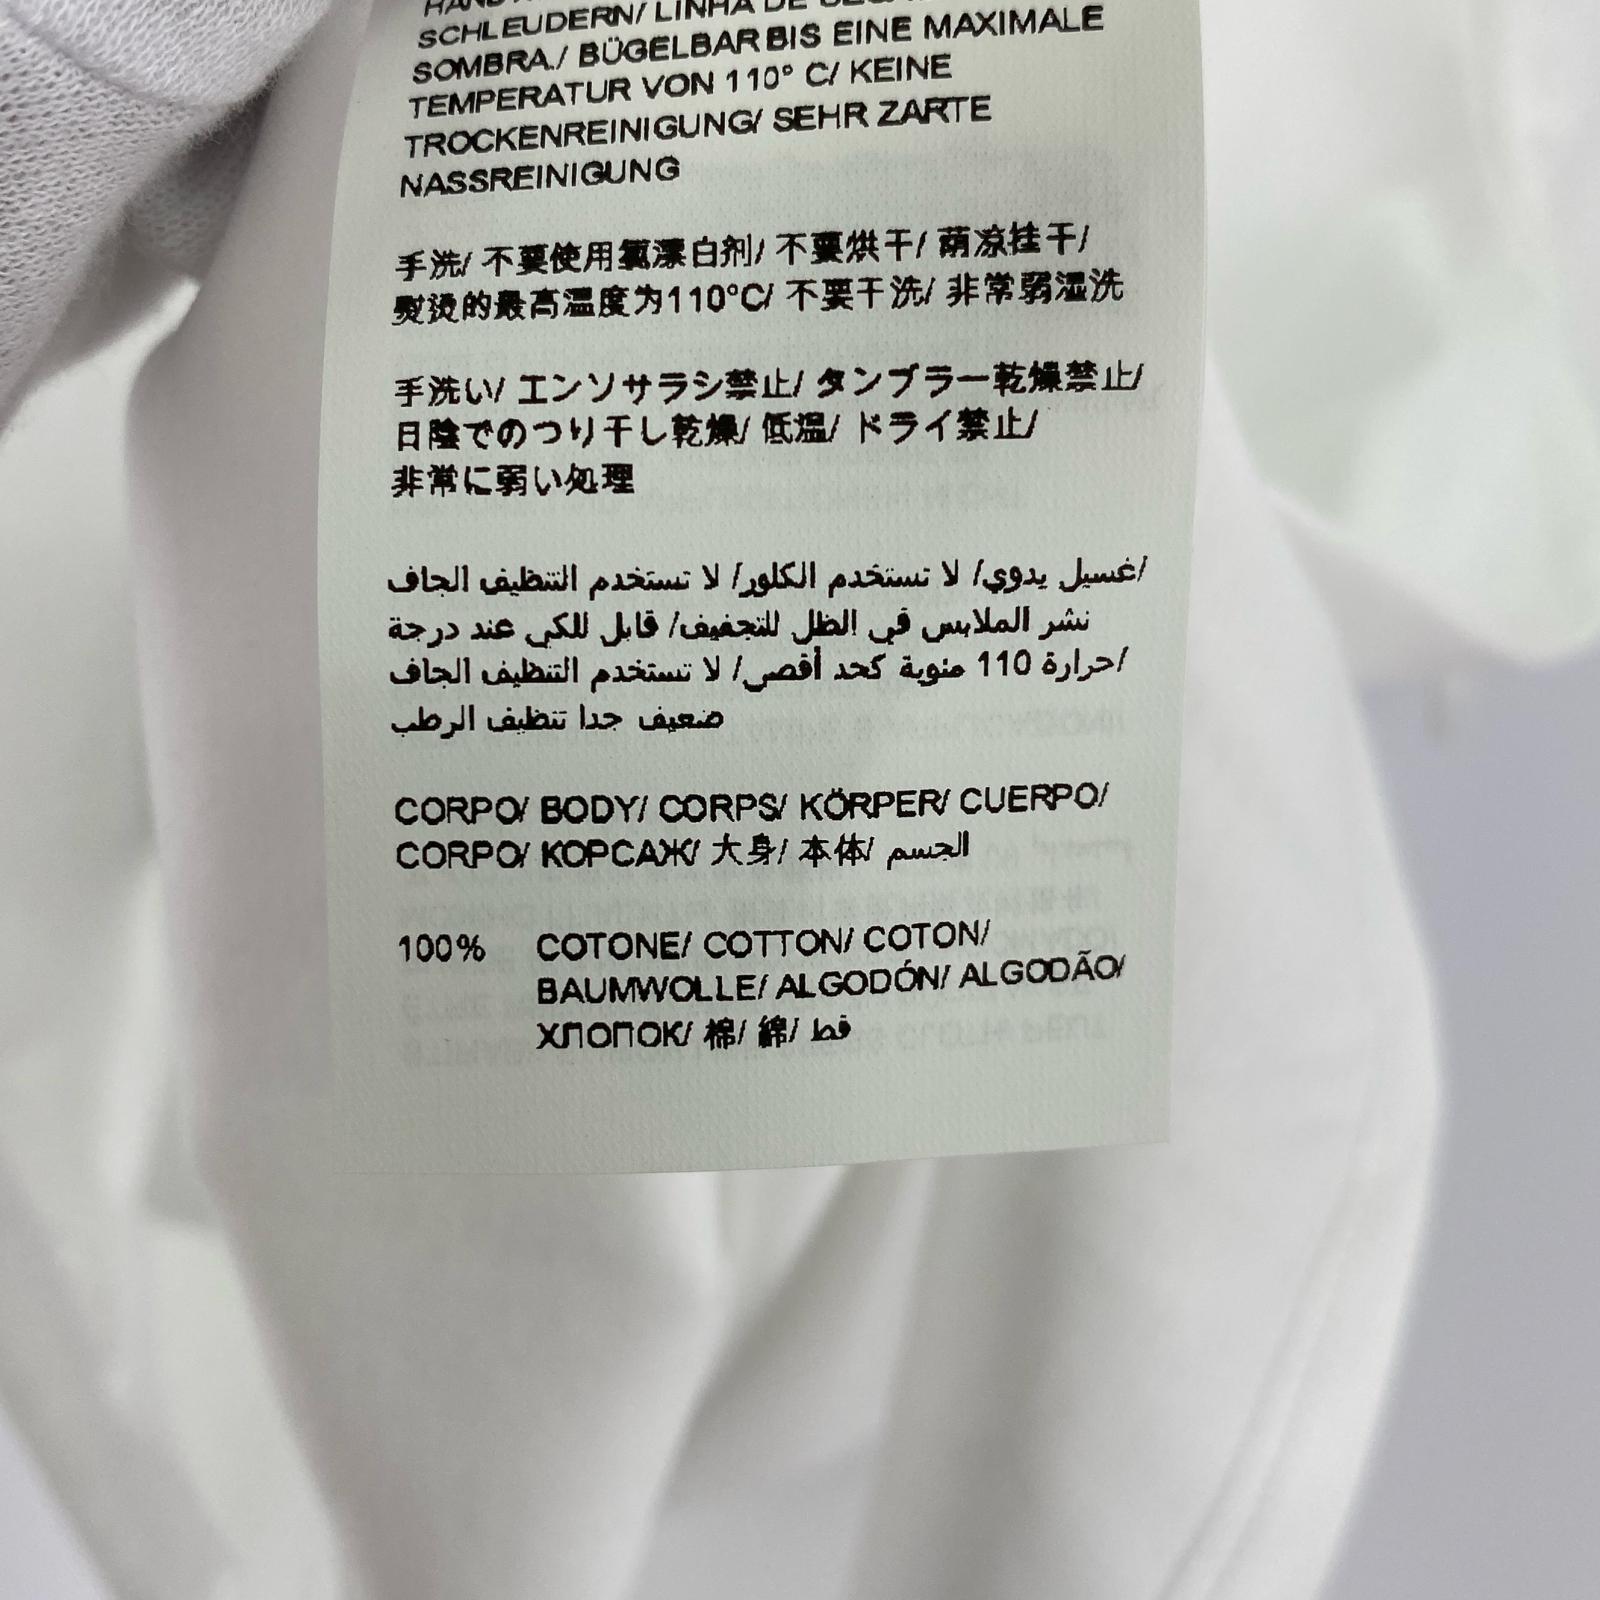 SCHLEUDERN/ LINHA DE
SOMBRA./ BÜGELBAR BIS EINE MAXIMALE
TEMPERATUR VON 110° C/ KEINE
TROCKENREINIGUNG/ SEHR ZARTE
NASSREINIGUNG
手洗/ 不要使用氯漂白剂/ 不要烘干/ 荫凉挂干/
熨烫的最高温度为110°C/ 不要干洗/ 非常弱湿洗
手洗い/ エンソサラシ禁止/ タンブラー乾燥禁止/
日陰でのつり干し乾燥/ 低温/ ドライ禁止/
非常に弱い処理
غسيل يدوي/ لا تستخدم الكلور/ لا تستخدم التنظيف الجاف/
نشر الملابس في الظل للتجفيف/ قابل للكي عند درجة
حرارة 110 مئوية كحد أقصى/ لا تستخدم التنظيف الجاف/
ضعيف جدا تنظيف الرطب
CORPO/ BODY/ CORPS/ KÖRPER/ CUERPO/
CORPO/ КОРСАЖ/ 大身/ 本体/ الجسم
100% COTONE/ COTTON/ COTON/
BAUMWOLLE/ ALGODÓN/ ALGODÃO/
ХЛОПОК/ 棉/ 綿/ قط